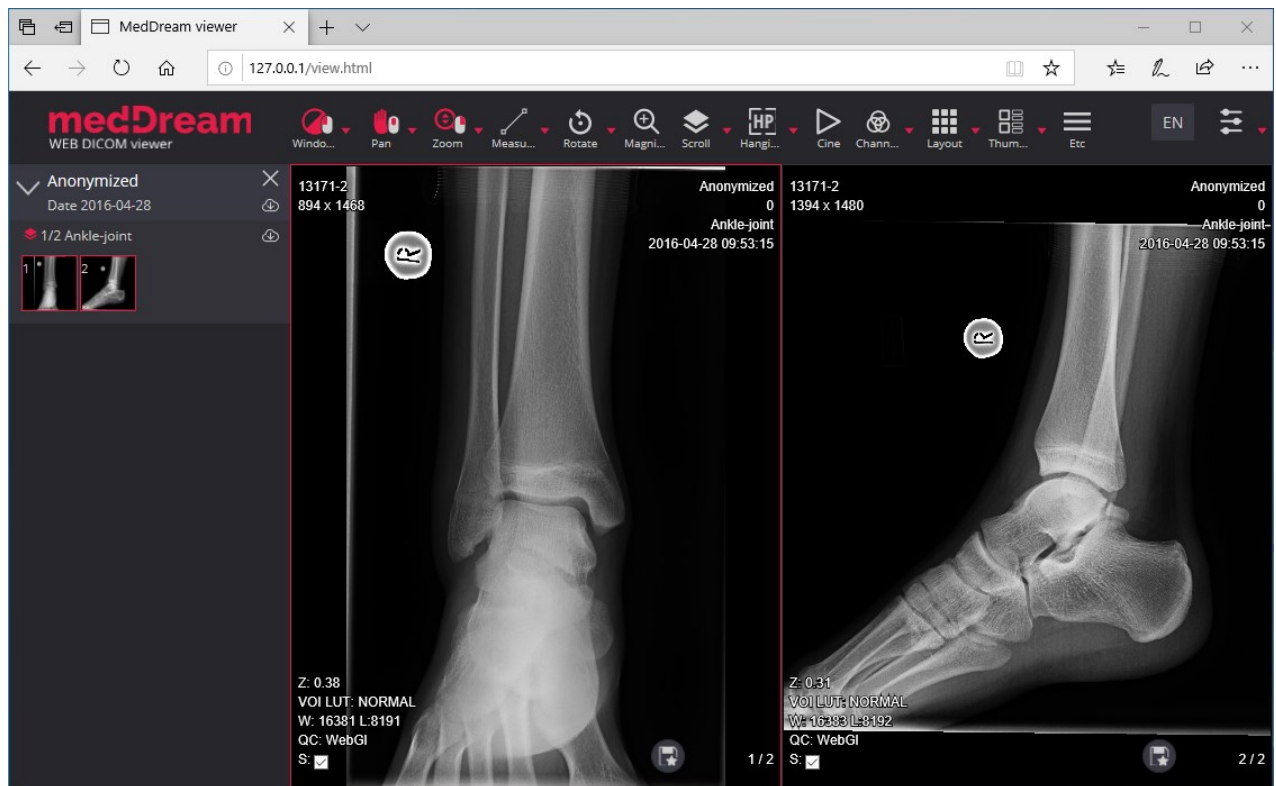 MedDream viewer
127.0.0.1/view.html
medDream
WEB DICOM viewer
Windo...
Pan
Zoom
Measu...
Rotate
Magni...
Scroll
HP
Hangi...
Cine
Chann...
Layout
Thum...
Etc
EN
Anonymized
Date 2016-04-28
1/2 Ankle-joint
1
2
13171-2
894 x 1468
Anonymized
0
Ankle-joint
2016-04-28 09:53:15
R
Z: 0.38
VOI LUT: NORMAL
W: 16381 L:8191
QC: WebGl
S:
1 / 2
13171-2
1394 x 1480
Anonymized
0
Ankle-joint
2016-04-28 09:53:15
R
Z: 0.31
VOI LUT: NORMAL
W: 16383 L:8192
QC: WebGl
S:
2 / 2